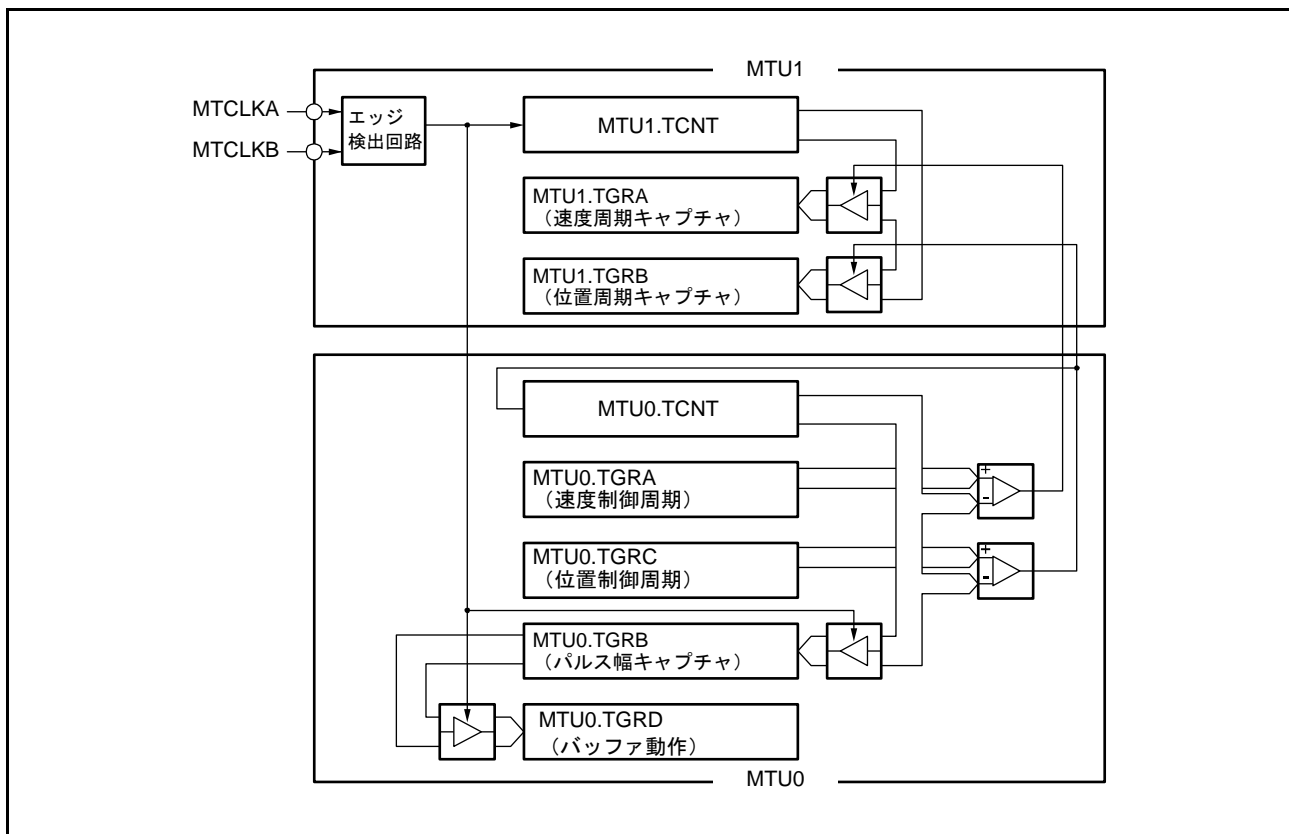 MTU1
MTCLKA
MTCLKB
エッジ
検出回路
MTU1.TCNT
MTU1.TGRA
（速度周期キャプチャ）
MTU1.TGRB
（位置周期キャプチャ）
MTU0.TCNT
MTU0.TGRA
（速度制御周期）
+
-
MTU0.TGRC
（位置制御周期）
+
-
MTU0.TGRB
（パルス幅キャプチャ）
MTU0.TGRD
（バッファ動作）
MTU0